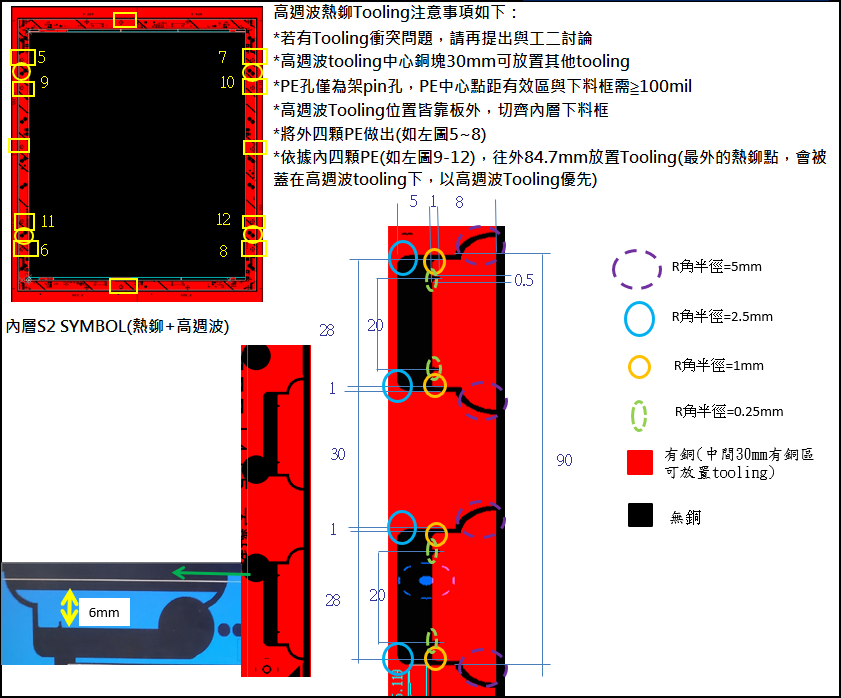 高週波熱鉚Tooling注意事項如下：
*若有Tooling衝突問題，請再提出與工二討論
*高週波tooling中心銅塊30mm可放置其他tooling
*PE孔僅為架pin孔，PE中心點距有效區與下料框需≧100mil
*高週波Tooling位置皆靠板外，切齊內層下料框
*將外四顆PE做出(如左圖5~8)
*依據內四顆PE(如左圖9-12)，往外84.7mm放置Tooling(最外的熱鉚點，會被
蓋在高週波tooling下，以高週波Tooling優先)
5
7
9
10
11
12
6
8
內層S2 SYMBOL(熱鉚+高週波)
5 1 8
0.5
28
20
1
30
90
1
28
20
6mm
R角半徑=5mm
R角半徑=2.5mm
R角半徑=1mm
R角半徑=0.25mm
有銅(中間30mm有銅區
可放置tooling)
無銅